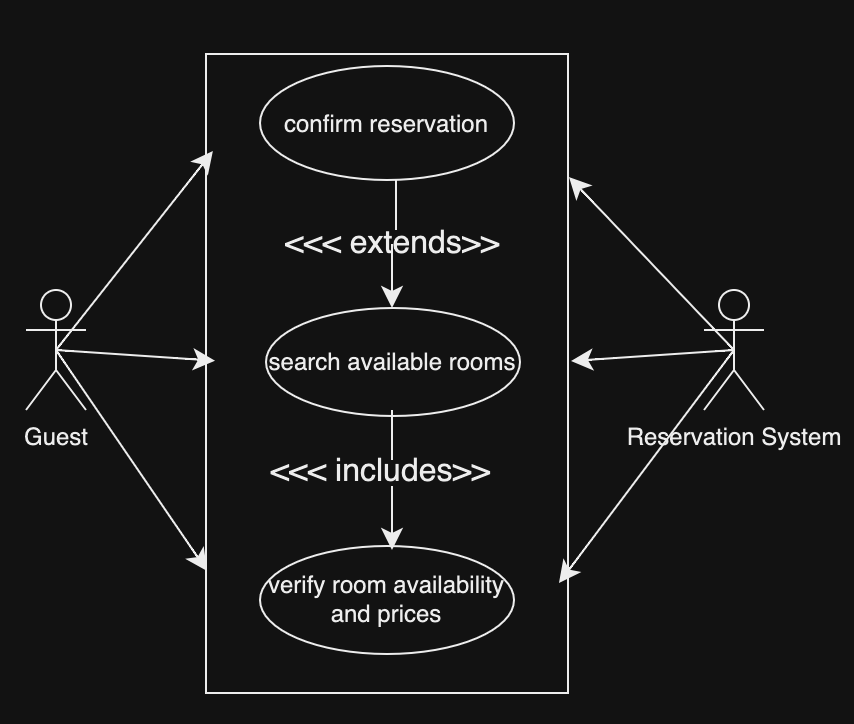 confirm reservation
<<< extends>>
search available rooms
Guest
Reservation System
<<< includes>>
verify room availability
and prices